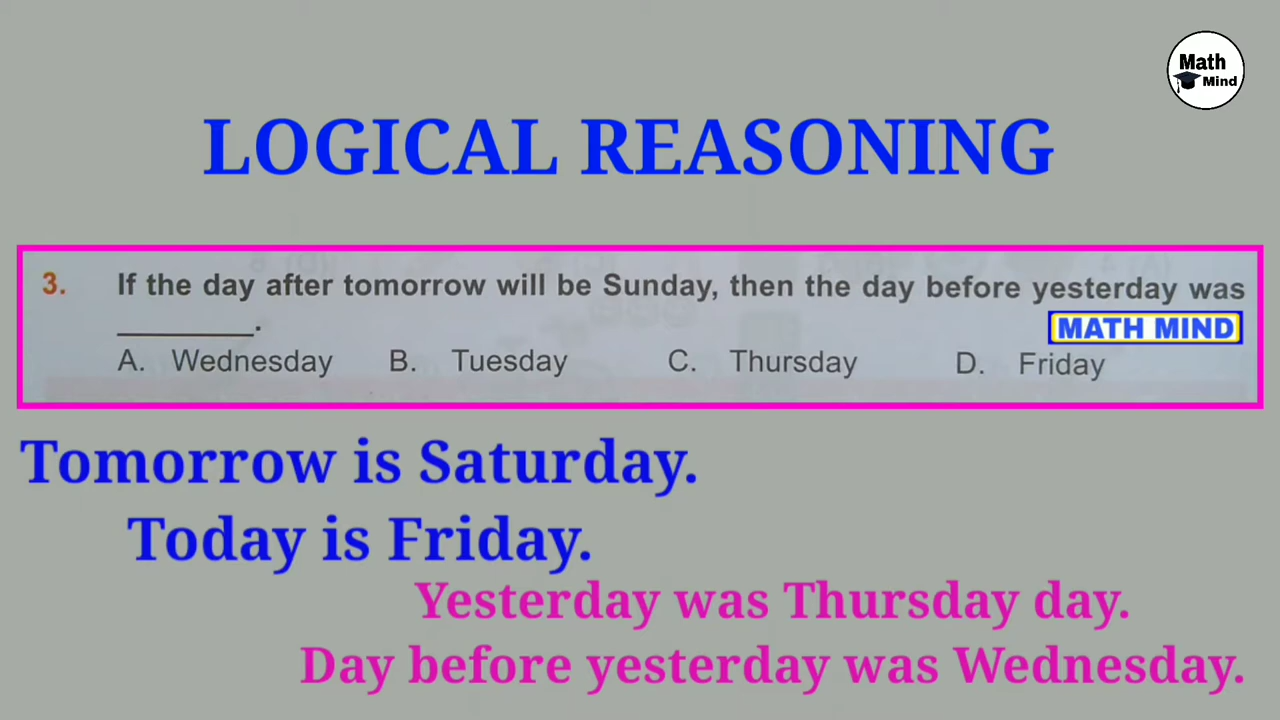 Math
Mind
LOGICAL REASONING
3. If the day after tomorrow will be Sunday, then the day before yesterday was
________.
MATH MIND
A. Wednesday B. Tuesday C. Thursday D. Friday
Tomorrow is Saturday.
Today is Friday.
Yesterday was Thursday day.
Day before yesterday was Wednesday.